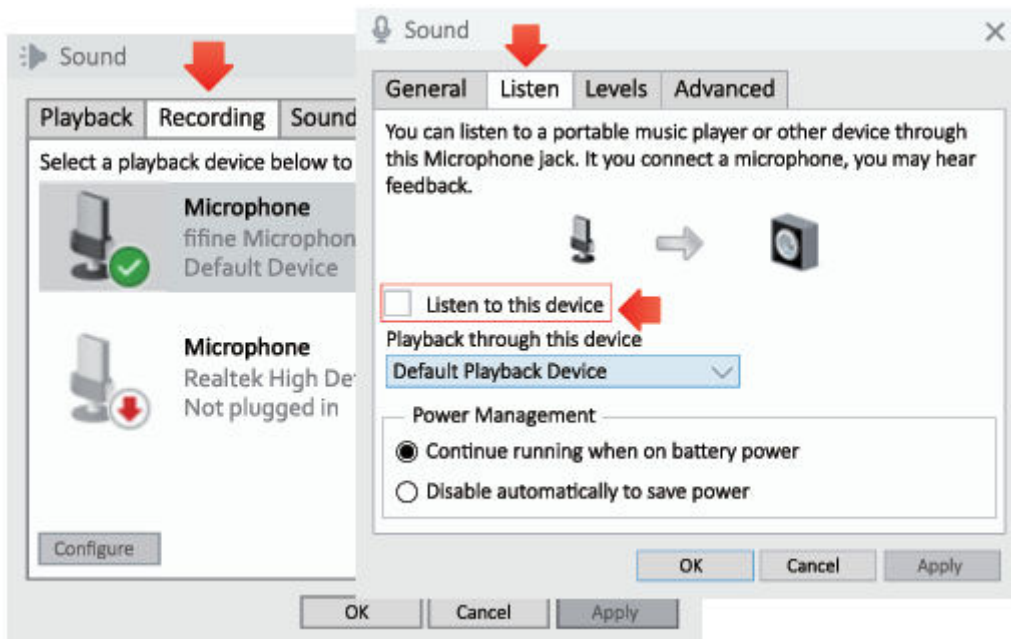 Sound
Playback
Recording
Sound
Select a playback device below to
Microphone
fifine Microphon
Default Device
Microphone
Realtek High De
Not plugged in
Configure
OK
Cancel
Apply
Sound
General
Listen
Levels
Advanced
You can listen to a portable music player or other device through
this Microphone jack. It you connect a microphone, you may hear
feedback.
Listen to this device
Playback through this device
Default Playback Device
Power Management
Continue running when on battery power
Disable automatically to save power
OK
Cancel
Apply